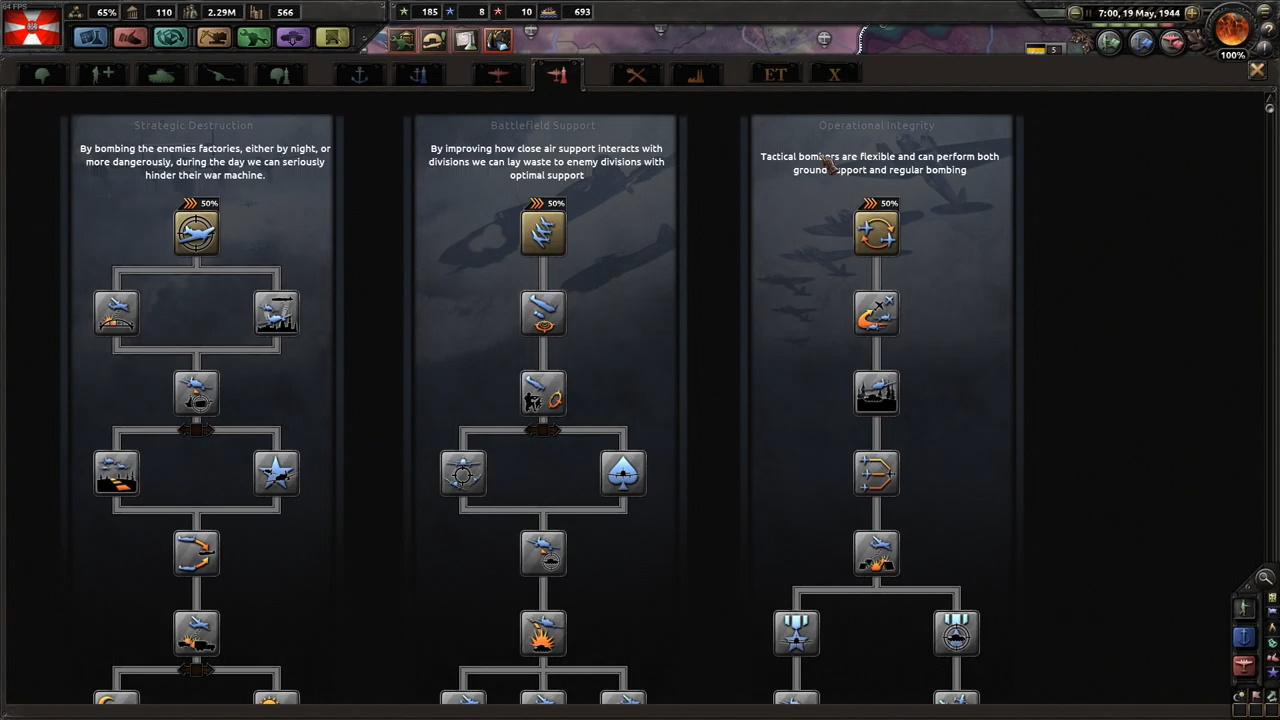 64 FPS
65%
110
2.29M
566
185
8
10
693
7:00, 19 May, 1944
5
100%
ET
X
Strategic Destruction
By bombing the enemies factories, either by night, or
more dangerously, during the day we can seriously
hinder their war machine.
50%
Battlefield Support
By improving how close air support interacts with
divisions we can lay waste to enemy divisions with
optimal support
50%
Operational Integrity
Tactical bombers are flexible and can perform both
ground support and regular bombing
50%